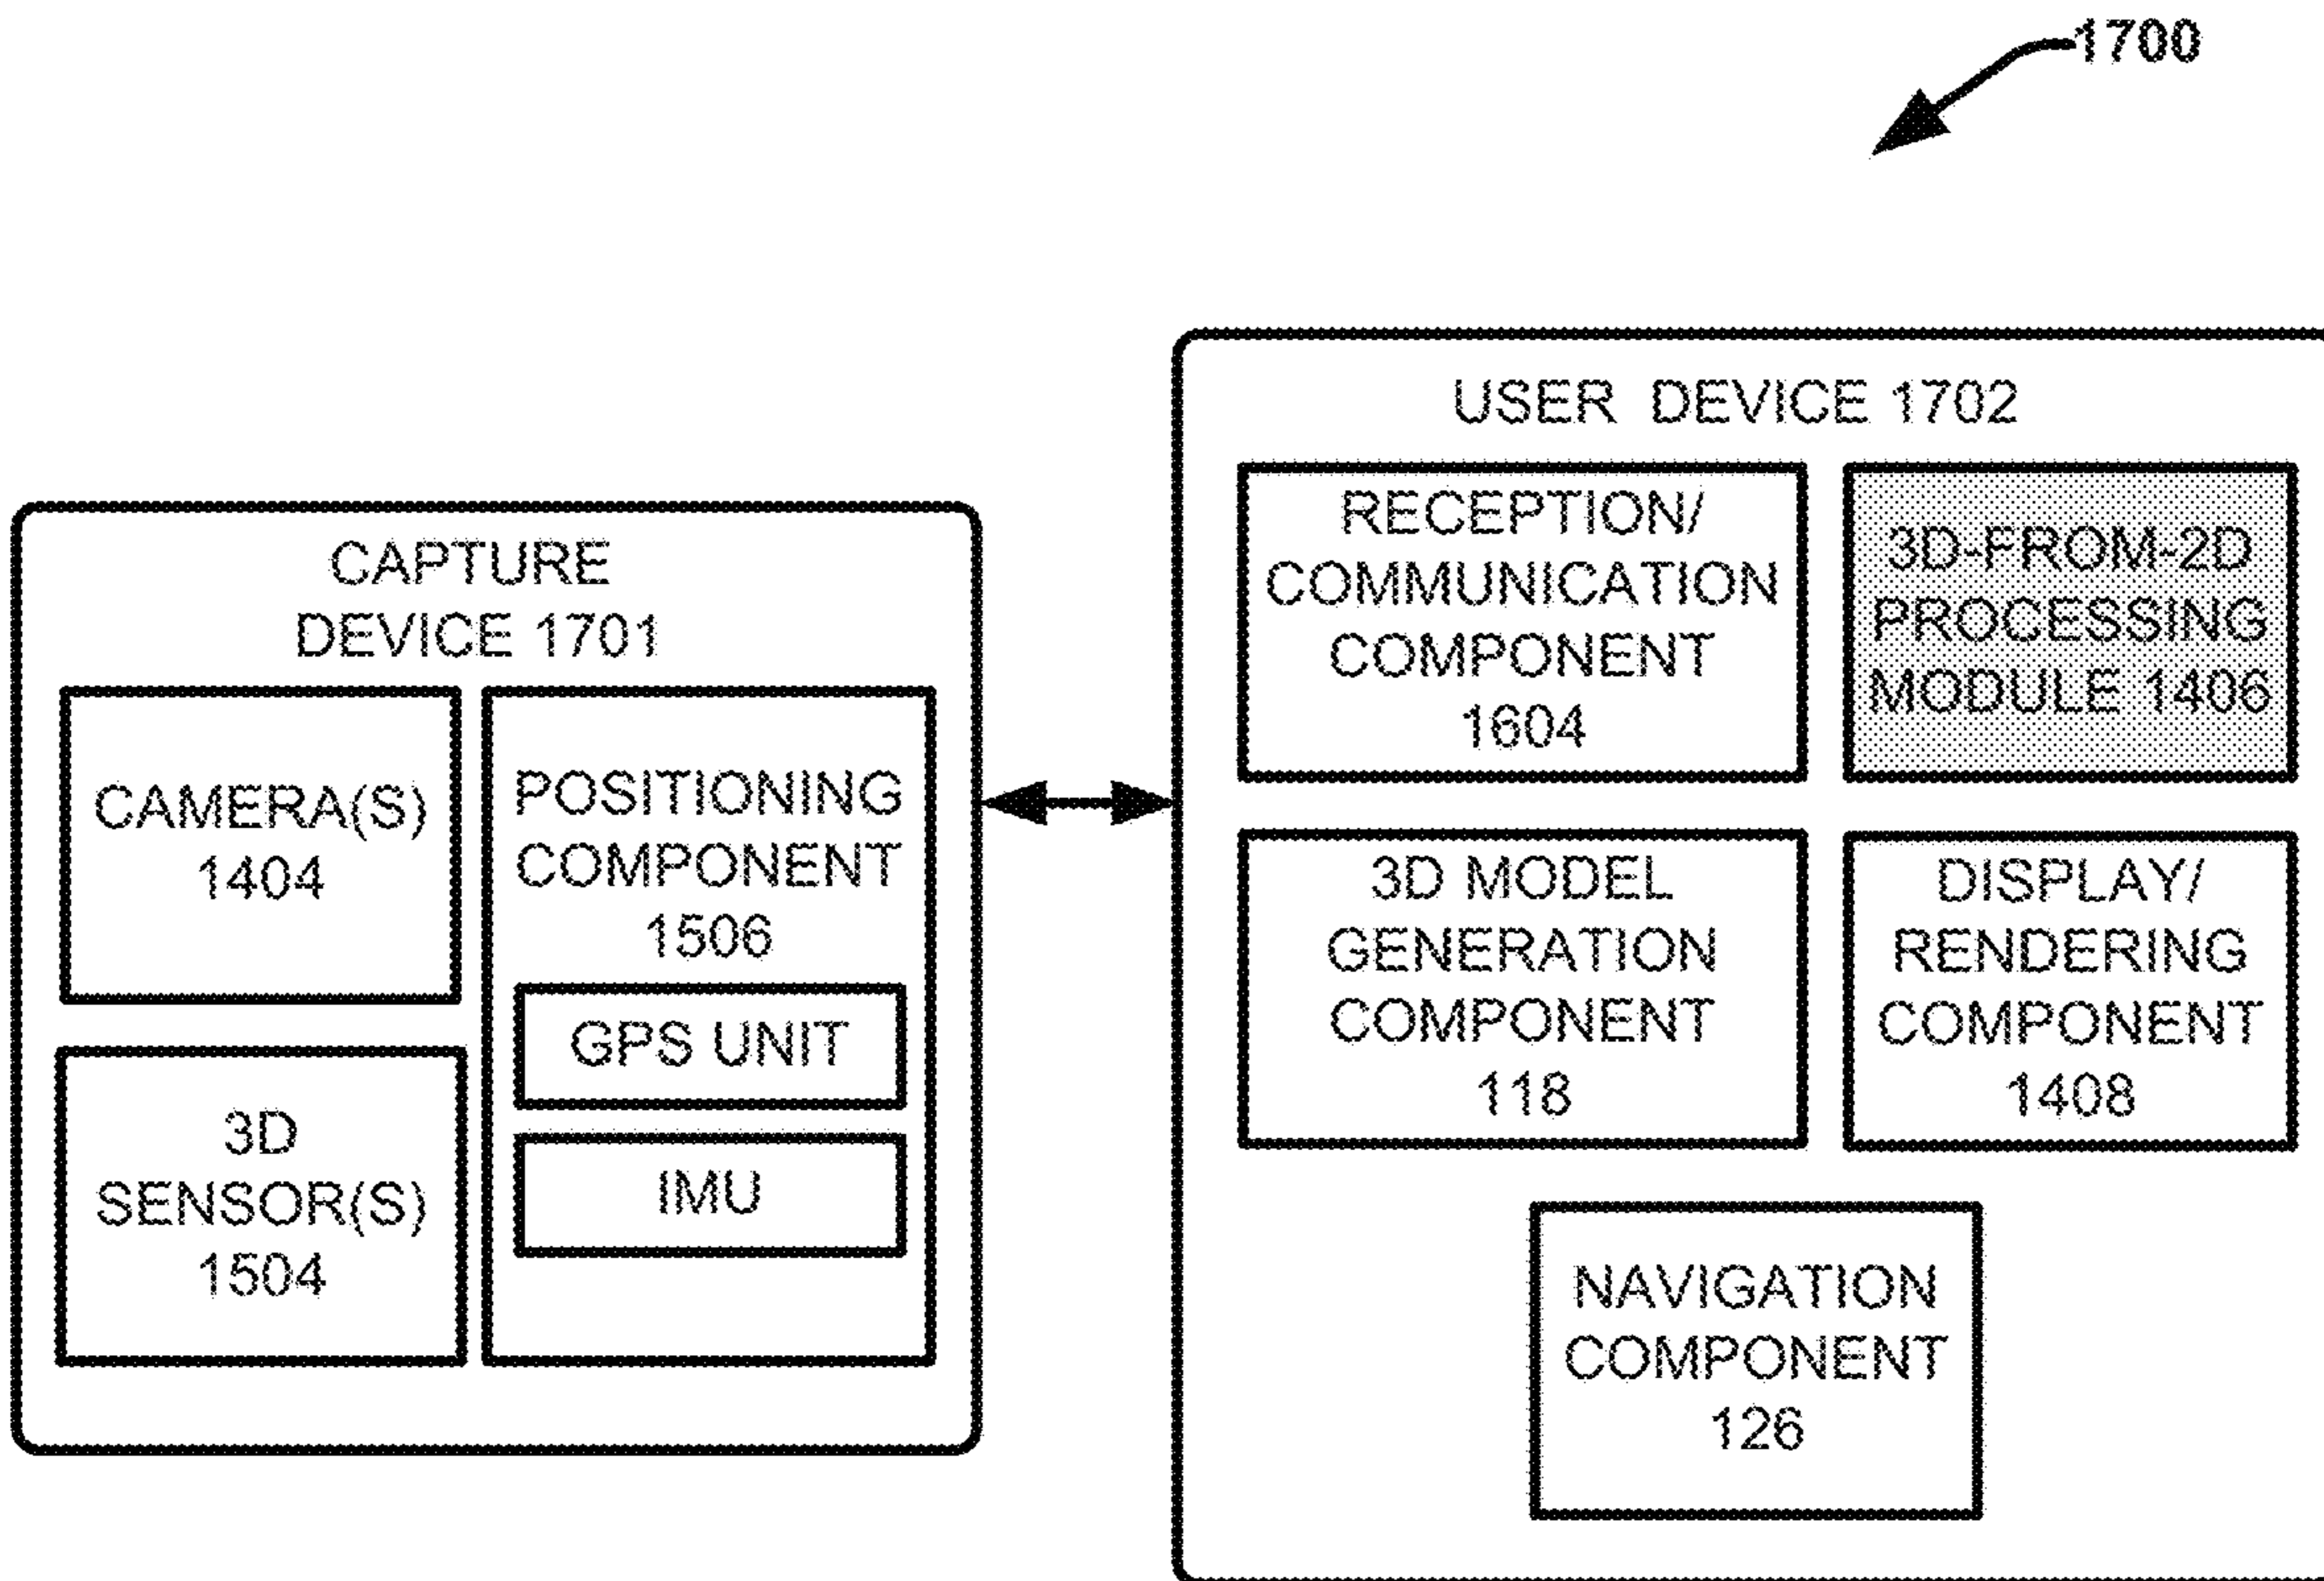 1700
CAPTURE
DEVICE 1701
CAMERA(S)
1404
3D
SENSOR(S)
1504
POSITIONING
COMPONENT
1506
GPS UNIT
IMU
USER DEVICE 1702
RECEPTION/
COMMUNICATION
COMPONENT
1604
3D-FROM-2D
PROCESSING
MODULE 1406
3D MODEL
GENERATION
COMPONENT
118
DISPLAY/
RENDERING
COMPONENT
1408
NAVIGATION
COMPONENT
126